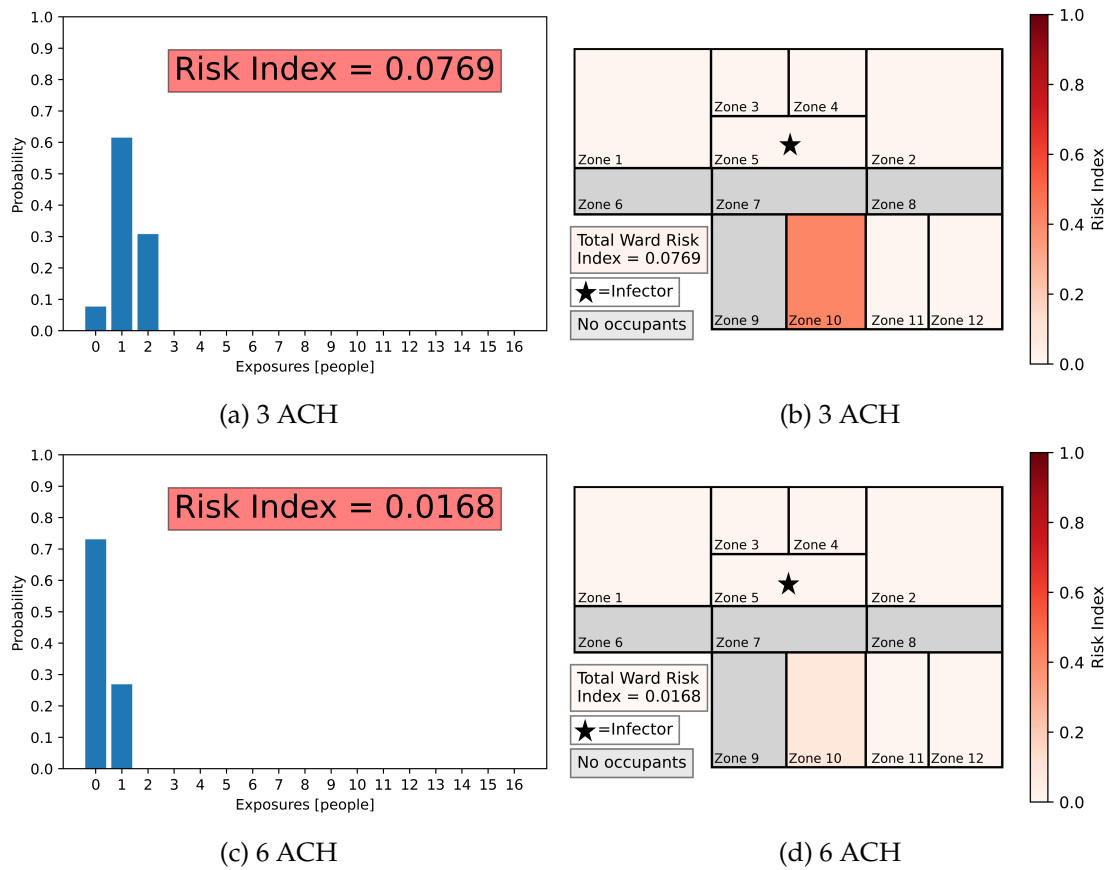 1.0
0.9
0.8
0.7
0.6
0.5
0.4
0.3
0.2
0.1
0.0
Probability
Risk Index = 0.0769
0 1 2 3 4 5 6 7 8 9 10 11 12 13 14 15 16
Exposures [people]
(a) 3 ACH
Zone 3
Zone 4
Zone 1
Zone 5
Zone 2
Zone 6
Zone 7
Zone 8
Total Ward Risk
Index = 0.0769
★=Infector
No occupants
Zone 9
Zone 10
Zone 11
Zone 12
1.0
0.8
0.6
0.4
0.2
0.0
Risk Index
(b) 3 ACH
1.0
0.9
0.8
0.7
0.6
0.5
0.4
0.3
0.2
0.1
0.0
Probability
Risk Index = 0.0168
0 1 2 3 4 5 6 7 8 9 10 11 12 13 14 15 16
Exposures [people]
(c) 6 ACH
Zone 3
Zone 4
Zone 1
Zone 5
Zone 2
Zone 6
Zone 7
Zone 8
Total Ward Risk
Index = 0.0168
★=Infector
No occupants
Zone 9
Zone 10
Zone 11
Zone 12
1.0
0.8
0.6
0.4
0.2
0.0
Risk Index
(d) 6 ACH